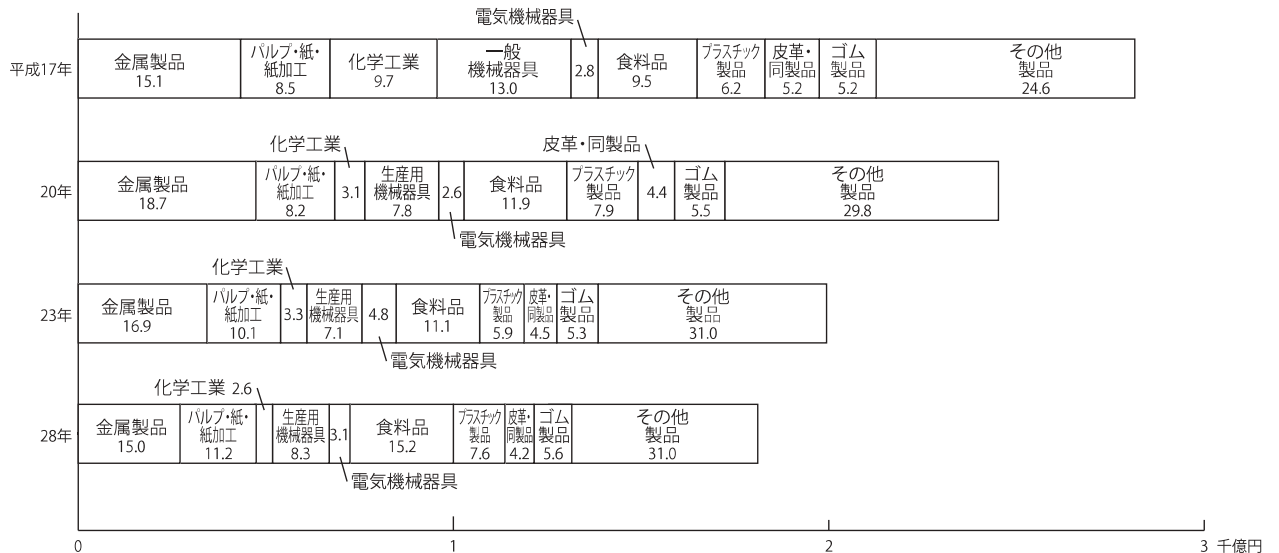 電気機械器具
平成17年
金属製品
15.1
パルプ・紙・
紙加工
8.5
化学工業
9.7
一般
機械器具
13.0
2.8
食料品
9.5
プラスチック
製品
6.2
皮革・
同製品
5.2
ゴム
製品
5.2
その他
製品
24.6
化学工業
皮革・同製品
20年
金属製品
18.7
パルプ・紙・
紙加工
8.2
3.1
生産用
機械器具
7.8
2.6
食料品
11.9
プラスチック
製品
7.9
4.4
ゴム
製品
5.5
その他
製品
29.8
電気機械器具
化学工業
23年
金属製品
16.9
パルプ・紙・
紙加工
10.1
3.3
生産用
機械器具
7.1
4.8
食料品
11.1
プラスチック
製品
5.9
皮革・
同製品
4.5
ゴム
製品
5.3
その他
製品
31.0
電気機械器具
化学工業 2.6
28年
金属製品
15.0
パルプ・紙・
紙加工
11.2
生産用
機械器具
8.3
3.1
食料品
15.2
プラスチック
製品
7.6
皮革・
同製品
4.2
ゴム
製品
5.6
その他
製品
31.0
電気機械器具
0 1 2 3 千億円